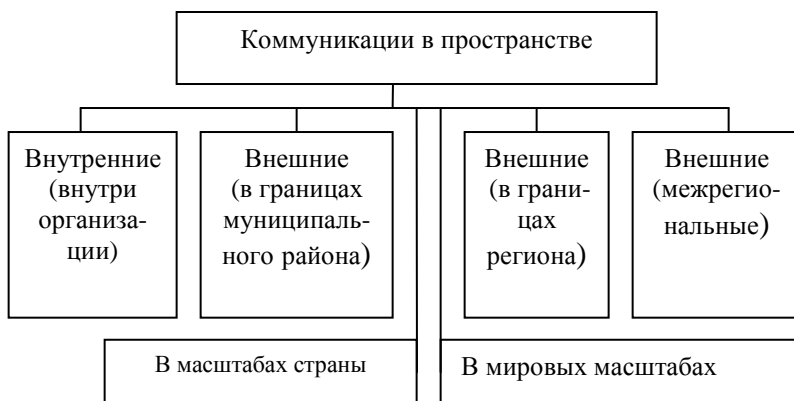 Коммуникации в пространстве
Внутренние
(внутри
организа-
ции)
Внешние
(в границах
муниципаль-
ного района)
Внешние
(в грани-
цах
региона)
Внешние
(межрегио-
нальные)
В масштабах страны
В мировых масштабах